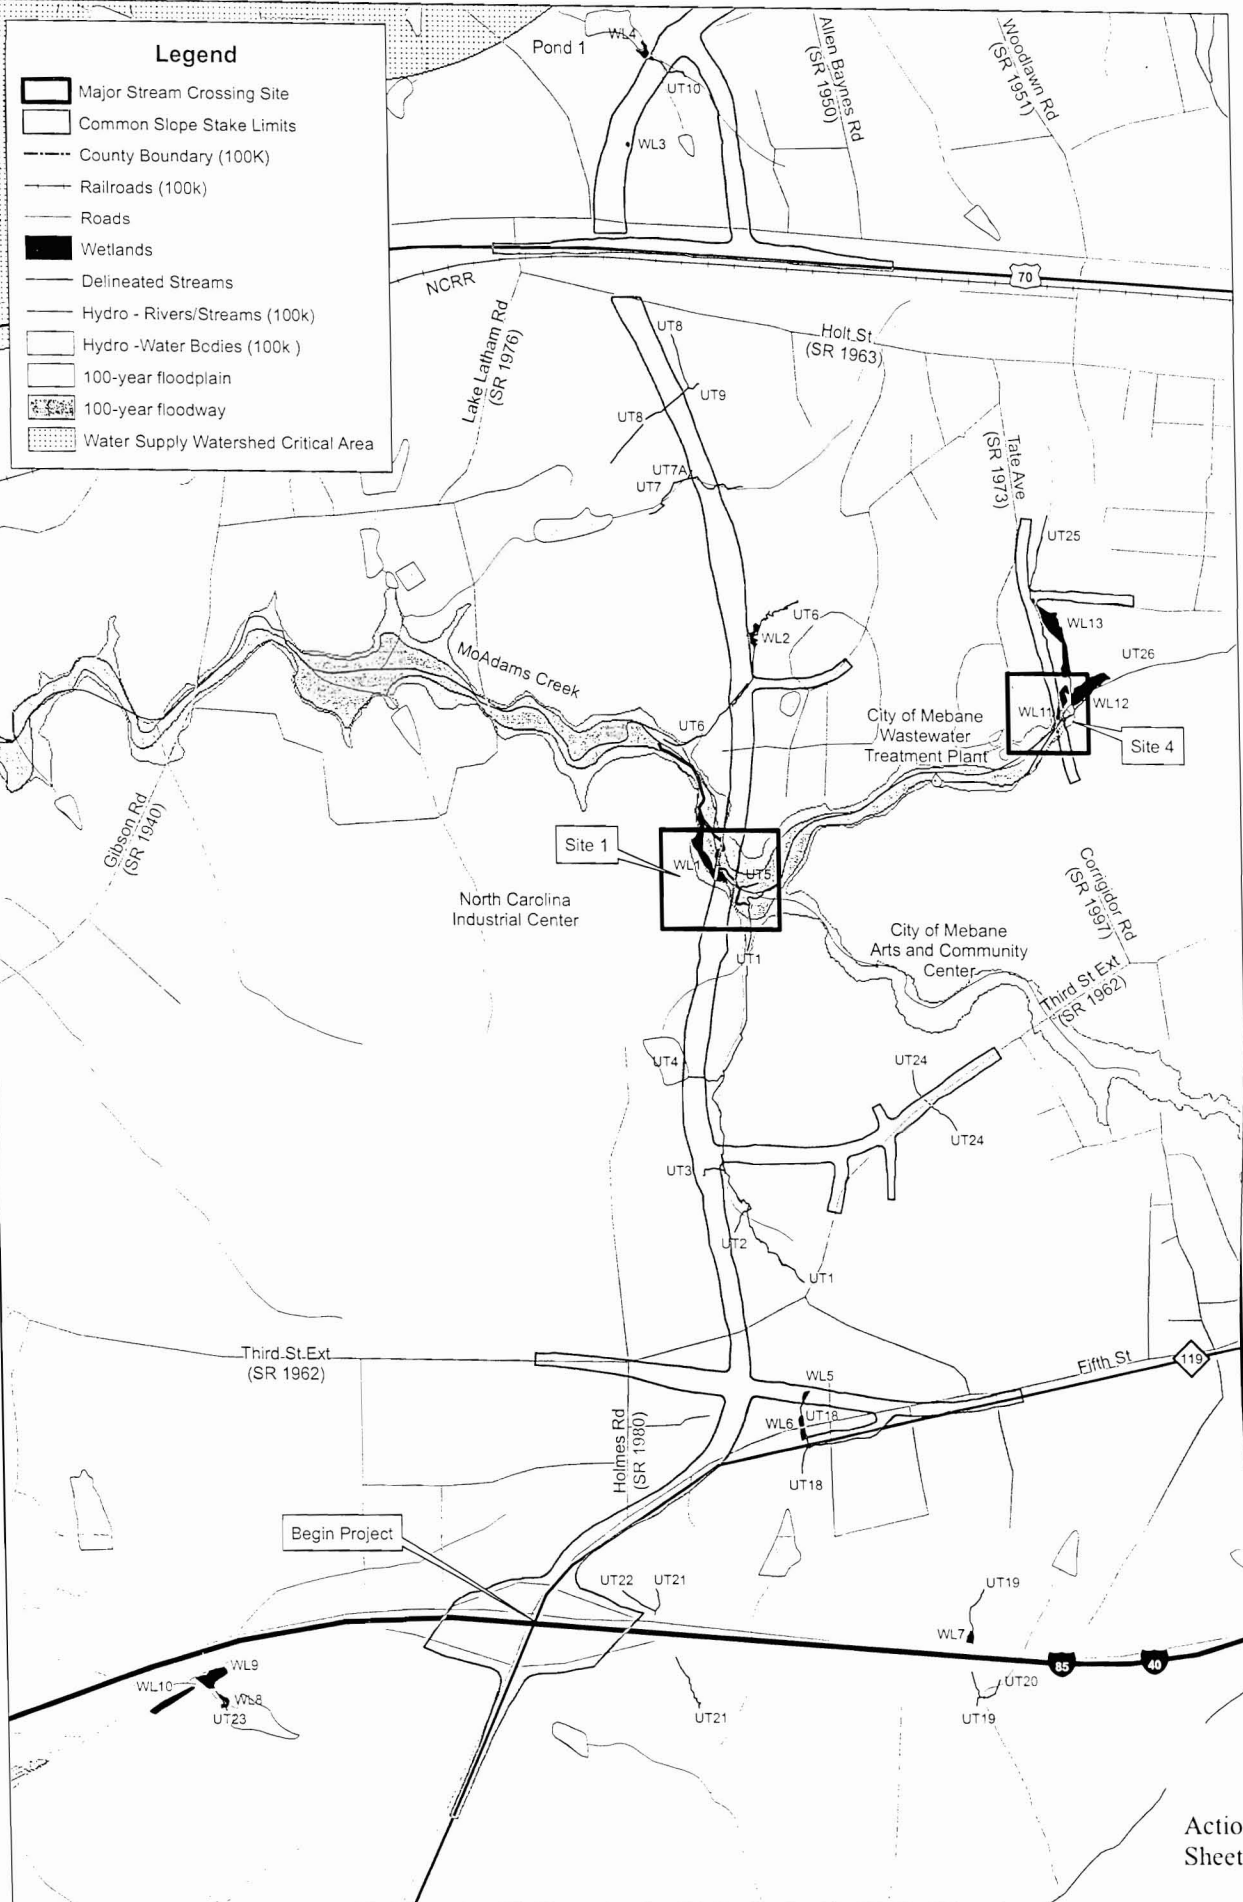 Legend
Major Stream Crossing Site
Common Slope Stake Limits
County Boundary (100K)
Railroads (100k)
Roads
Wetlands
Delineated Streams
Hydro - Rivers/Streams (100k)
Hydro -Water Bodies (100k )
100-year floodplain
100-year floodway
Water Supply Watershed Critical Area
Pond 1
WL4
UT10
WL3
Allen Baynes Rd
(SR 1950)
Woodlawn Rd
(SR 1951)
70
NCRR
Lake Latham Rd
(SR 1976)
UT8
Holt St
(SR 1963)
UT9
UT8
UT7A
UT7
Tate Ave
(SR 1973)
UT25
UT6
WL2
WL13
UT26
McAdams Creek
UT6
City of Mebane
Wastewater
Treatment Plant
WL11
WL12
Site 4
Gibson Rd
(SR 1940)
Site 1
WL1
UT5
North Carolina
Industrial Center
UT1
City of Mebane
Arts and Community
Center
Corrigidor Rd
(SR 1997)
Third St Ext
(SR 1962)
UT4
UT24
UT24
UT3
UT2
UT1
Third St Ext
(SR 1962)
Fifth St
119
WL5
WL6
UT18
UT18
Holmes Rd
(SR 1980)
Begin Project
UT22
UT21
UT19
WL7
85
40
UT20
UT19
WL9
WL10
WL8
UT23
UT21
Actio
Sheet